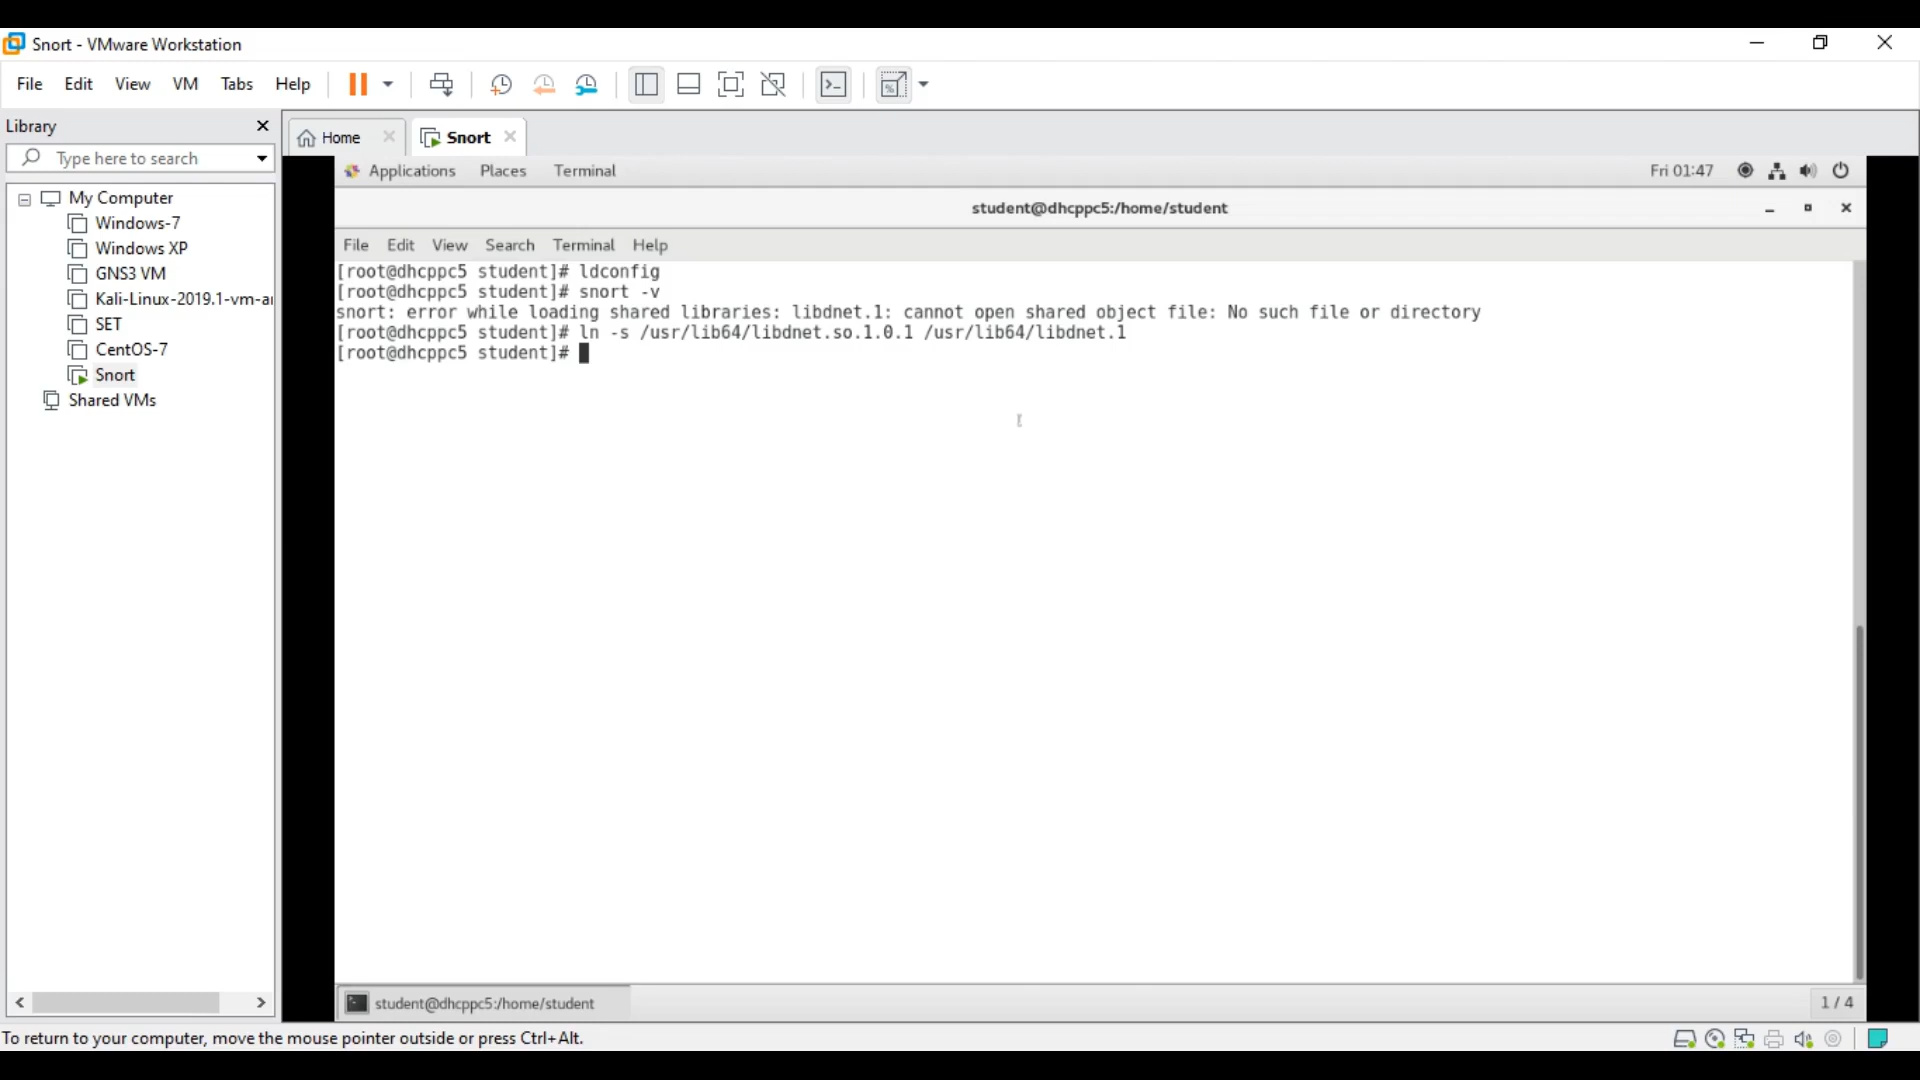 Snort - VMware Workstation
File Edit View VM Tabs Help
Library
Type here to search
My Computer
Windows-7
Windows XP
GNS3 VM
Kali-Linux-2019.1-vm-a
SET
CentOS-7
Snort
Shared VMs
Home
Snort
Applications Places Terminal
Fri 01:47
student@dhcppc5:/home/student
File Edit View Search Terminal Help
[root@dhcppc5 student]# ldconfig
[root@dhcppc5 student]# snort -v
snort: error while loading shared libraries: libdnet.1: cannot open shared object file: No such file or directory
[root@dhcppc5 student]# ln -s /usr/lib64/libdnet.so.1.0.1 /usr/lib64/libdnet.1
[root@dhcppc5 student]#
student@dhcppc5:/home/student
1 / 4
To return to your computer, move the mouse pointer outside or press Ctrl+Alt.